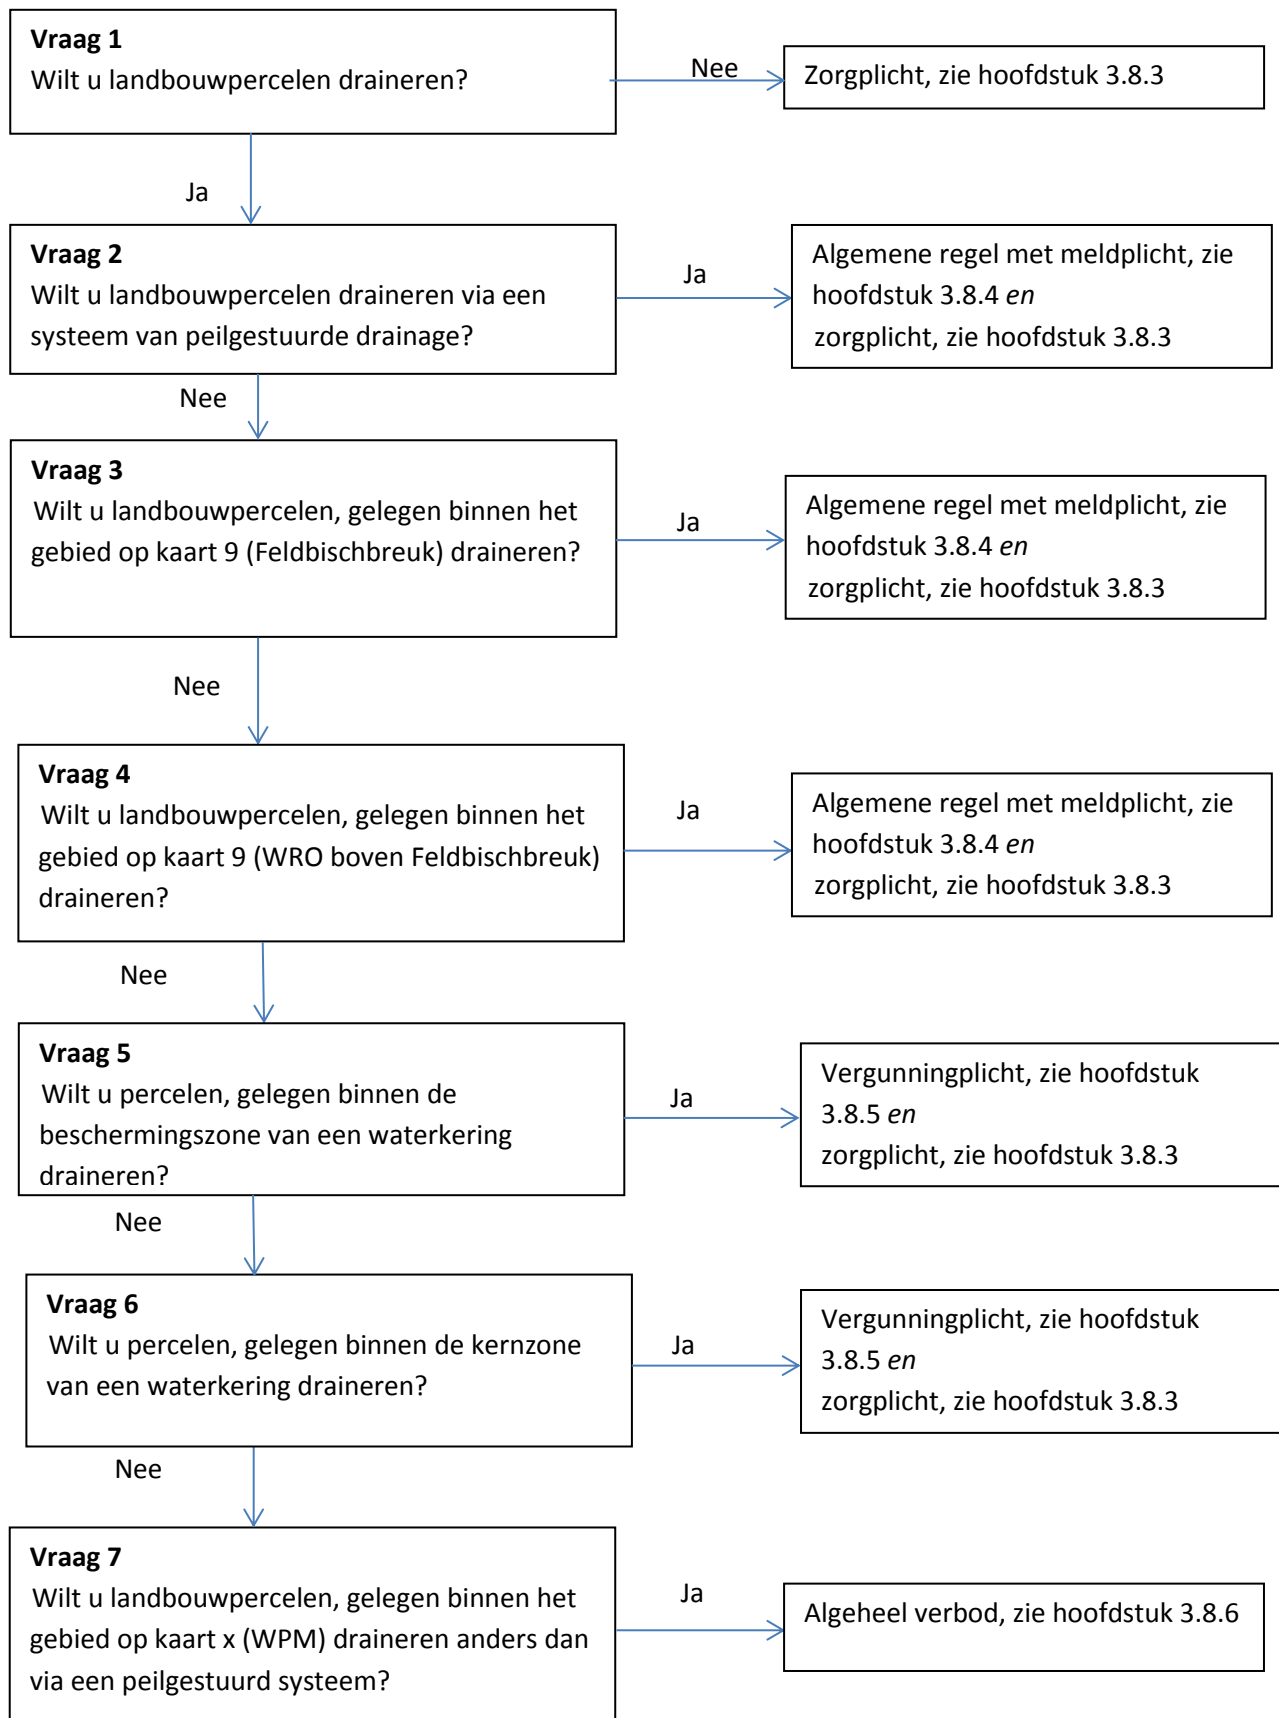 Vraag 1
Wilt u landbouwpercelen draineren?
Nee
Zorgplicht, zie hoofdstuk 3.8.3
Ja
Vraag 2
Wilt u landbouwpercelen draineren via een
systeem van peilgestuurde drainage?
Ja
Algemene regel met meldplicht, zie
hoofdstuk 3.8.4 en
zorgplicht, zie hoofdstuk 3.8.3
Nee
Vraag 3
Wilt u landbouwpercelen, gelegen binnen het
gebied op kaart 9 (Feldbischbreuk) draineren?
Ja
Algemene regel met meldplicht, zie
hoofdstuk 3.8.4 en
zorgplicht, zie hoofdstuk 3.8.3
Nee
Vraag 4
Wilt u landbouwpercelen, gelegen binnen het
gebied op kaart 9 (WRO boven Feldbischbreuk)
draineren?
Ja
Algemene regel met meldplicht, zie
hoofdstuk 3.8.4 en
zorgplicht, zie hoofdstuk 3.8.3
Nee
Vraag 5
Wilt u percelen, gelegen binnen de
beschermingszone van een waterkering
draineren?
Ja
Vergunningplicht, zie hoofdstuk
3.8.5 en
zorgplicht, zie hoofdstuk 3.8.3
Nee
Vraag 6
Wilt u percelen, gelegen binnen de kernzone
van een waterkering draineren?
Ja
Vergunningplicht, zie hoofdstuk
3.8.5 en
zorgplicht, zie hoofdstuk 3.8.3
Nee
Vraag 7
Wilt u landbouwpercelen, gelegen binnen het
gebied op kaart x (WPM) draineren anders dan
via een peilgestuurd systeem?
Ja
Algeheel verbod, zie hoofdstuk 3.8.6